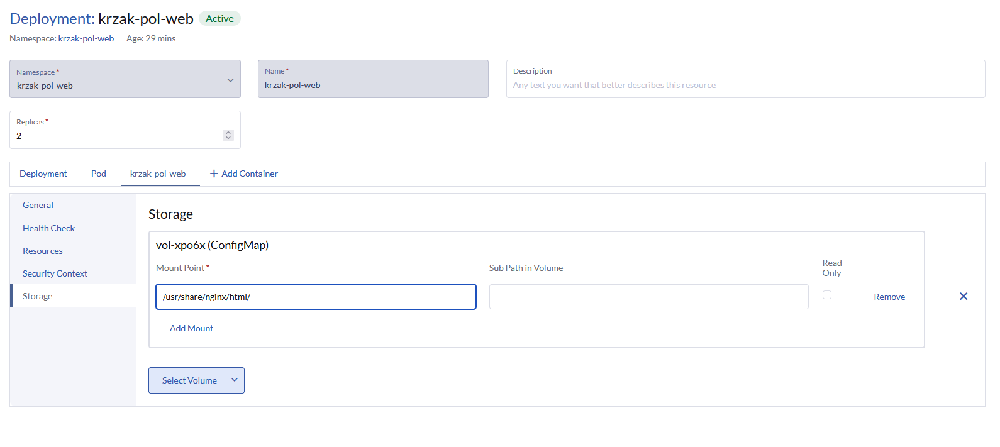 Deployment: krzak-pol-web Active
Namespace: krzak-pol-web Age: 29 mins
Namespace *
krzak-pol-web
Name *
krzak-pol-web
Description
Any text you want that better describes this resource
Replicas *
2
Deployment Pod krzak-pol-web + Add Container
General
Health Check
Resources
Security Context
Storage
Storage
vol-xpo6x (ConfigMap)
Mount Point * Sub Path in Volume Read Only
/usr/share/nginx/html/ Remove
Add Mount
Select Volume